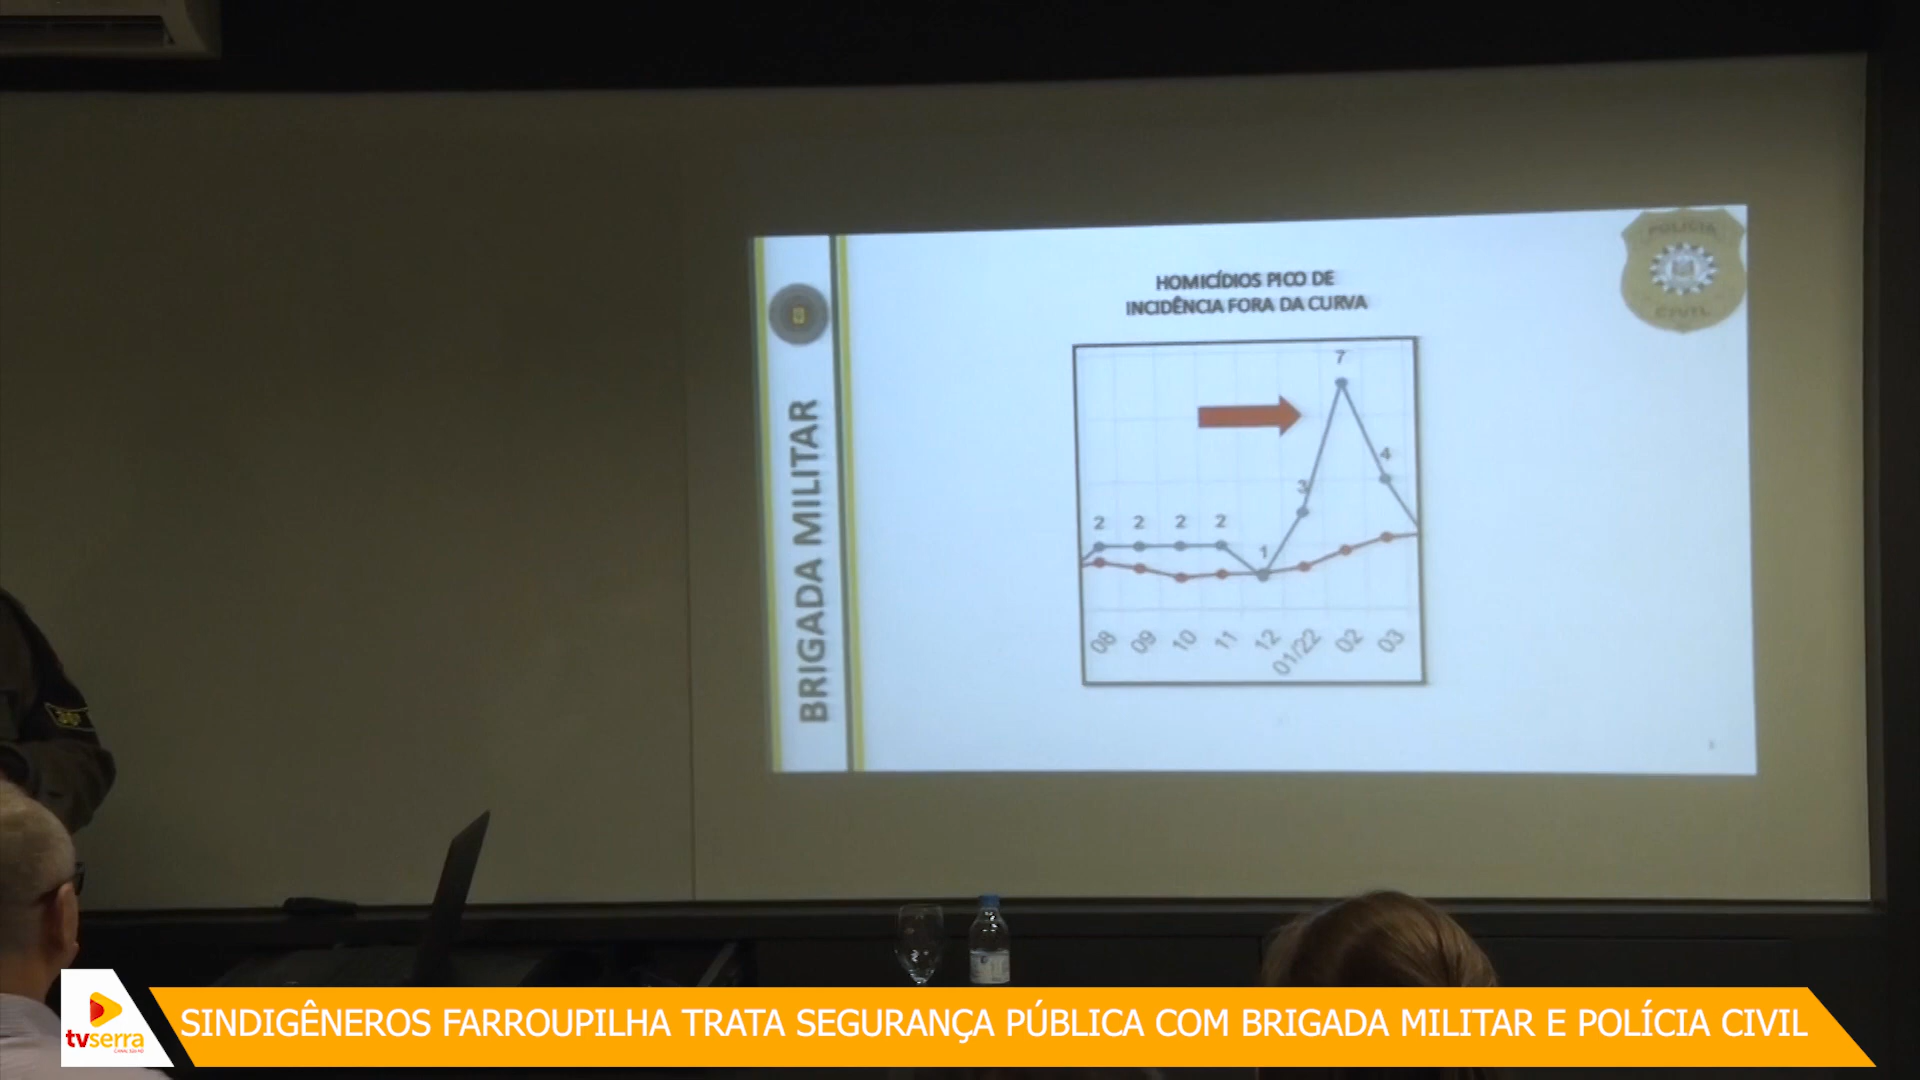 POLÍCIA
CIVIL
HOMICÍDIOS PICO DE
INCIDÊNCIA FORA DA CURVA
BRIGADA MILITAR
7
4
3
2 2 2 2
1
08 09 10 11 12 01/22 02 03
36º
tvserra
SINDIGÊNEROS FARROUPILHA TRATA SEGURANÇA PÚBLICA COM BRIGADA MILITAR E POLÍCIA CIVIL